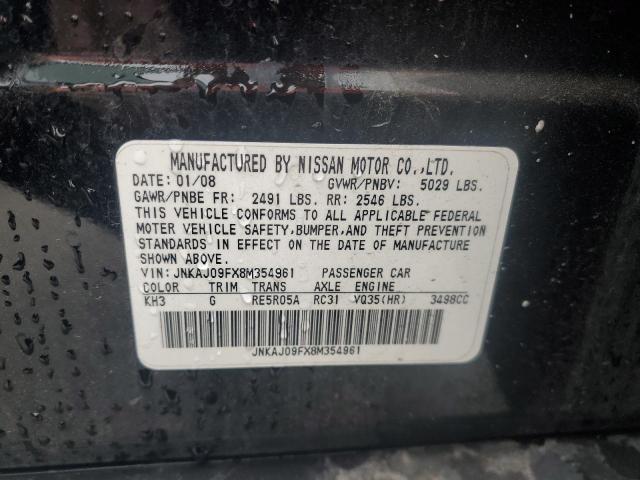 MANUFACTURED BY NISSAN MOTOR CO.,LTD.
DATE: 01/08 GVWR/PNBV: 5029 LBS.
GAWR/PNBE FR: 2491 LBS. RR: 2546 LBS.
THIS VEHICLE CONFORMS TO ALL APPLICABLE FEDERAL
MOTOR VEHICLE SAFETY,BUMPER,AND THEFT PREVENTION
STANDARDS IN EFFECT ON THE DATE OF MANUFACTURE
SHOWN ABOVE.
VIN: JNKAJ09FX8M354961 PASSENGER CAR
COLOR TRIM TRANS AXLE ENGINE
KH3 G RE5R05A RC31 VQ35(HR) 3498CC
JNKAJ09FX8M354961